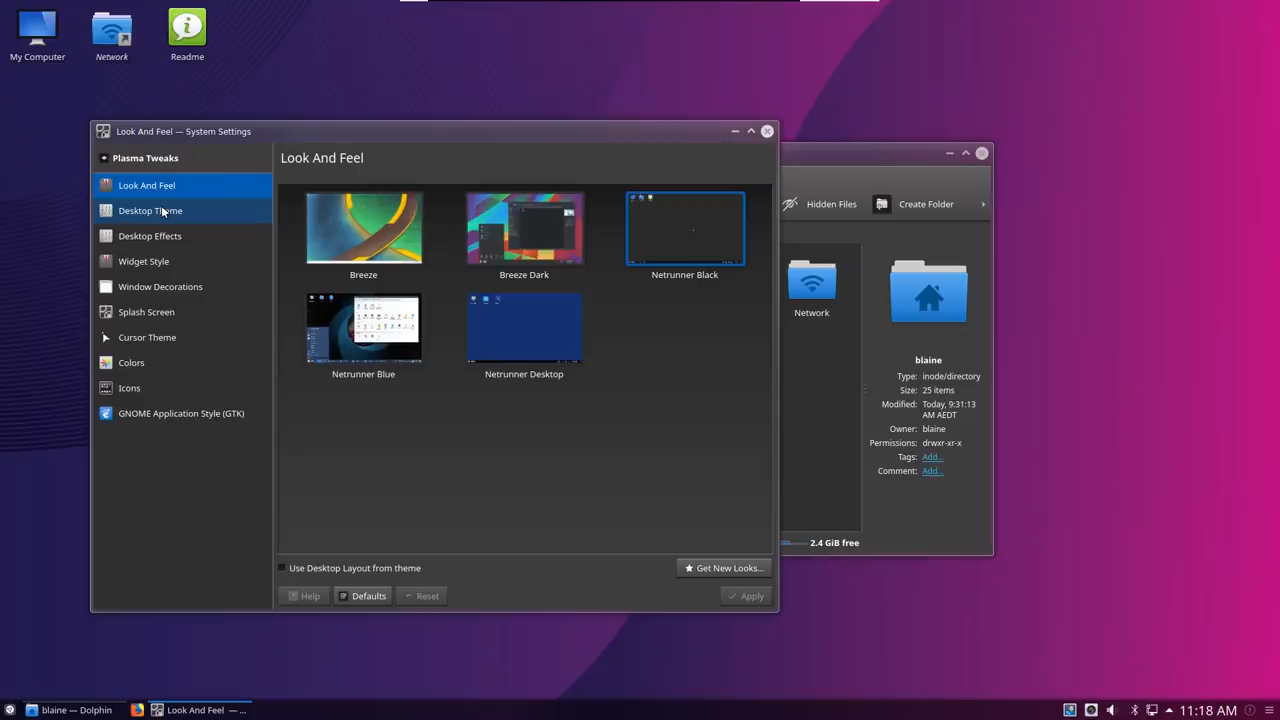 My Computer
Network
Readme
Look And Feel — System Settings
Plasma Tweaks
Look And Feel
Desktop Theme
Desktop Effects
Widget Style
Window Decorations
Splash Screen
Cursor Theme
Colors
Icons
GNOME Application Style (GTK)
Look And Feel
Breeze
Breeze Dark
Netrunner Black
Netrunner Blue
Netrunner Desktop
Use Desktop Layout from theme
Get New Looks...
Help
Defaults
Reset
Apply
Hidden Files
Create Folder
Network
blaine
Type: inode/directory
Size: 25 items
Modified: Today, 9:31:13
AM AEDT
Owner: blaine
Permissions: drwxr-xr-x
Tags: Add...
Comment: Add...
2.4 GiB free
blaine — Dolphin
Look And Feel — ...
11:18 AM